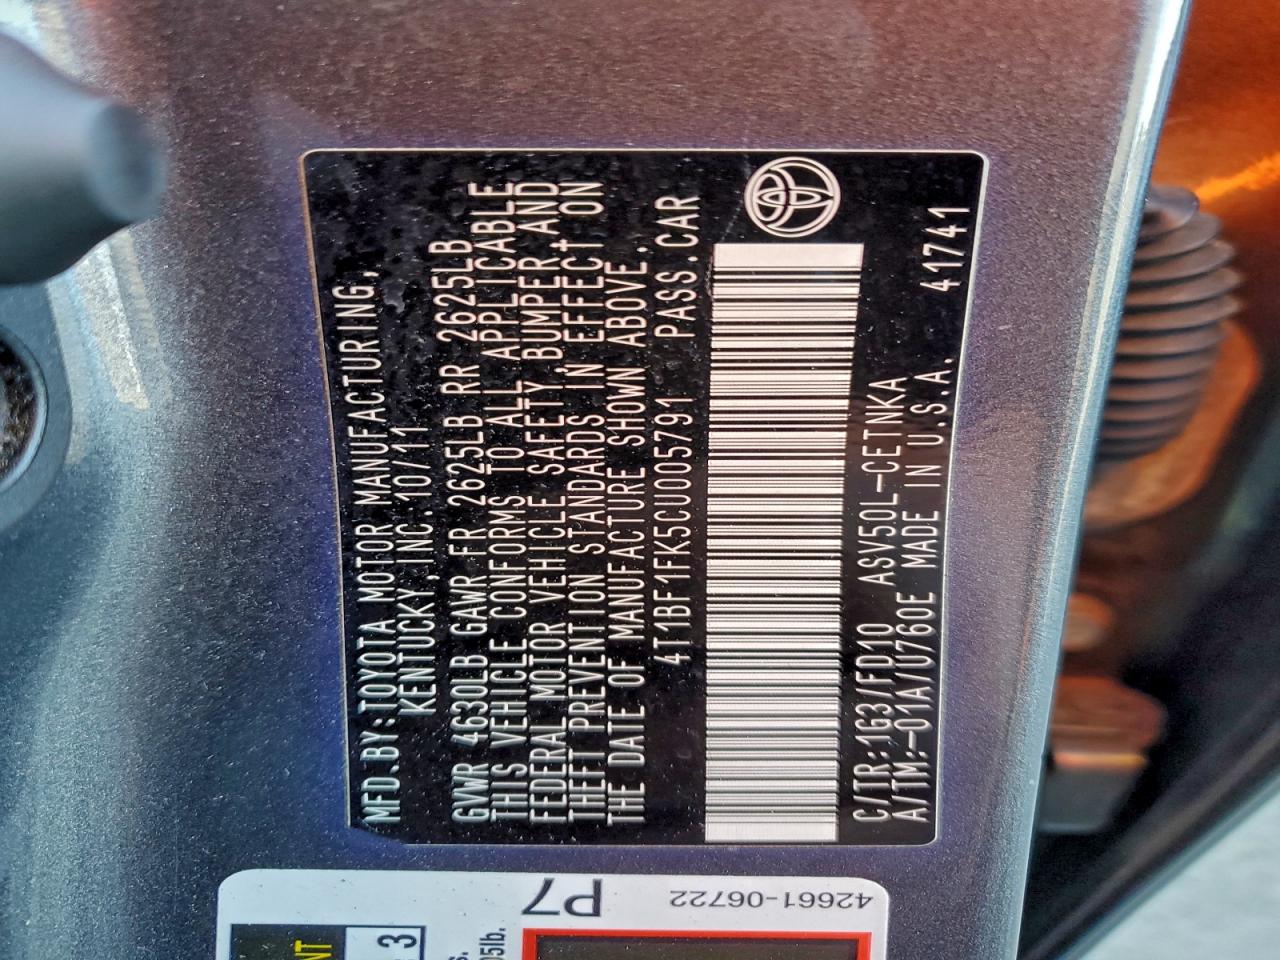 MFD.BY:TOYOTA MOTOR MANUFACTURING,
KENTUCKY,INC.10/11
GVWR 4630LB GAWR FR 2625LB RR 2625LB
THIS VEHICLE CONFORMS TO ALL APPLICABLE
FEDERAL MOTOR VEHICLE SAFETY,BUMPER,AND
THEFT PREVENTION STANDARDS IN EFFECT ON
THE DATE OF MANUFACTURE SHOWN ABOVE.
4T1BF1FK5CU005791 PASS.CAR
C/TR:1G3/FD10 ASV50L-CETNKA
A/TM:-01A/U760E MADE IN U.S.A. 41741
P7
42661-06722
NT
3
s.
05lb.